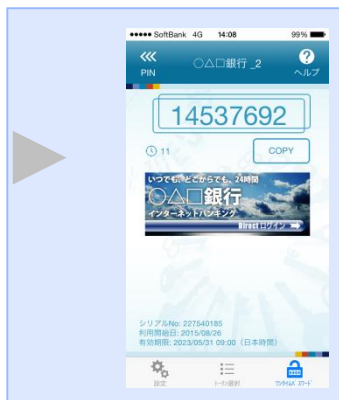 ●●●●● SoftBank 4G 14:08 99%
PIN
○△□銀行 _2
ヘルプ
14537692
11
COPY
いつでも、どこからでも、24時間
○△□銀行
インターネットバンキング
Direct ログイン
シリアルNo: 227540185
利用開始日: 2015/08/26
有効期限: 2023/05/31 09:00（日本時間）
設定
トークン選択
ワンタイムパスワード